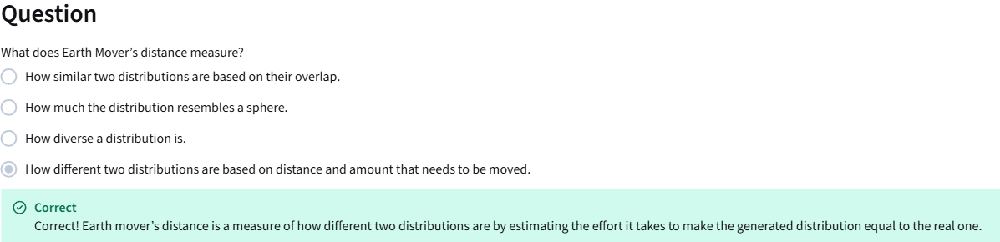 Question
What does Earth Mover’s distance measure?
How similar two distributions are based on their overlap.
How much the distribution resembles a sphere.
How diverse a distribution is.
How different two distributions are based on distance and amount that needs to be moved.
Correct
Correct! Earth mover’s distance is a measure of how different two distributions are by estimating the effort it takes to make the generated distribution equal to the real one.